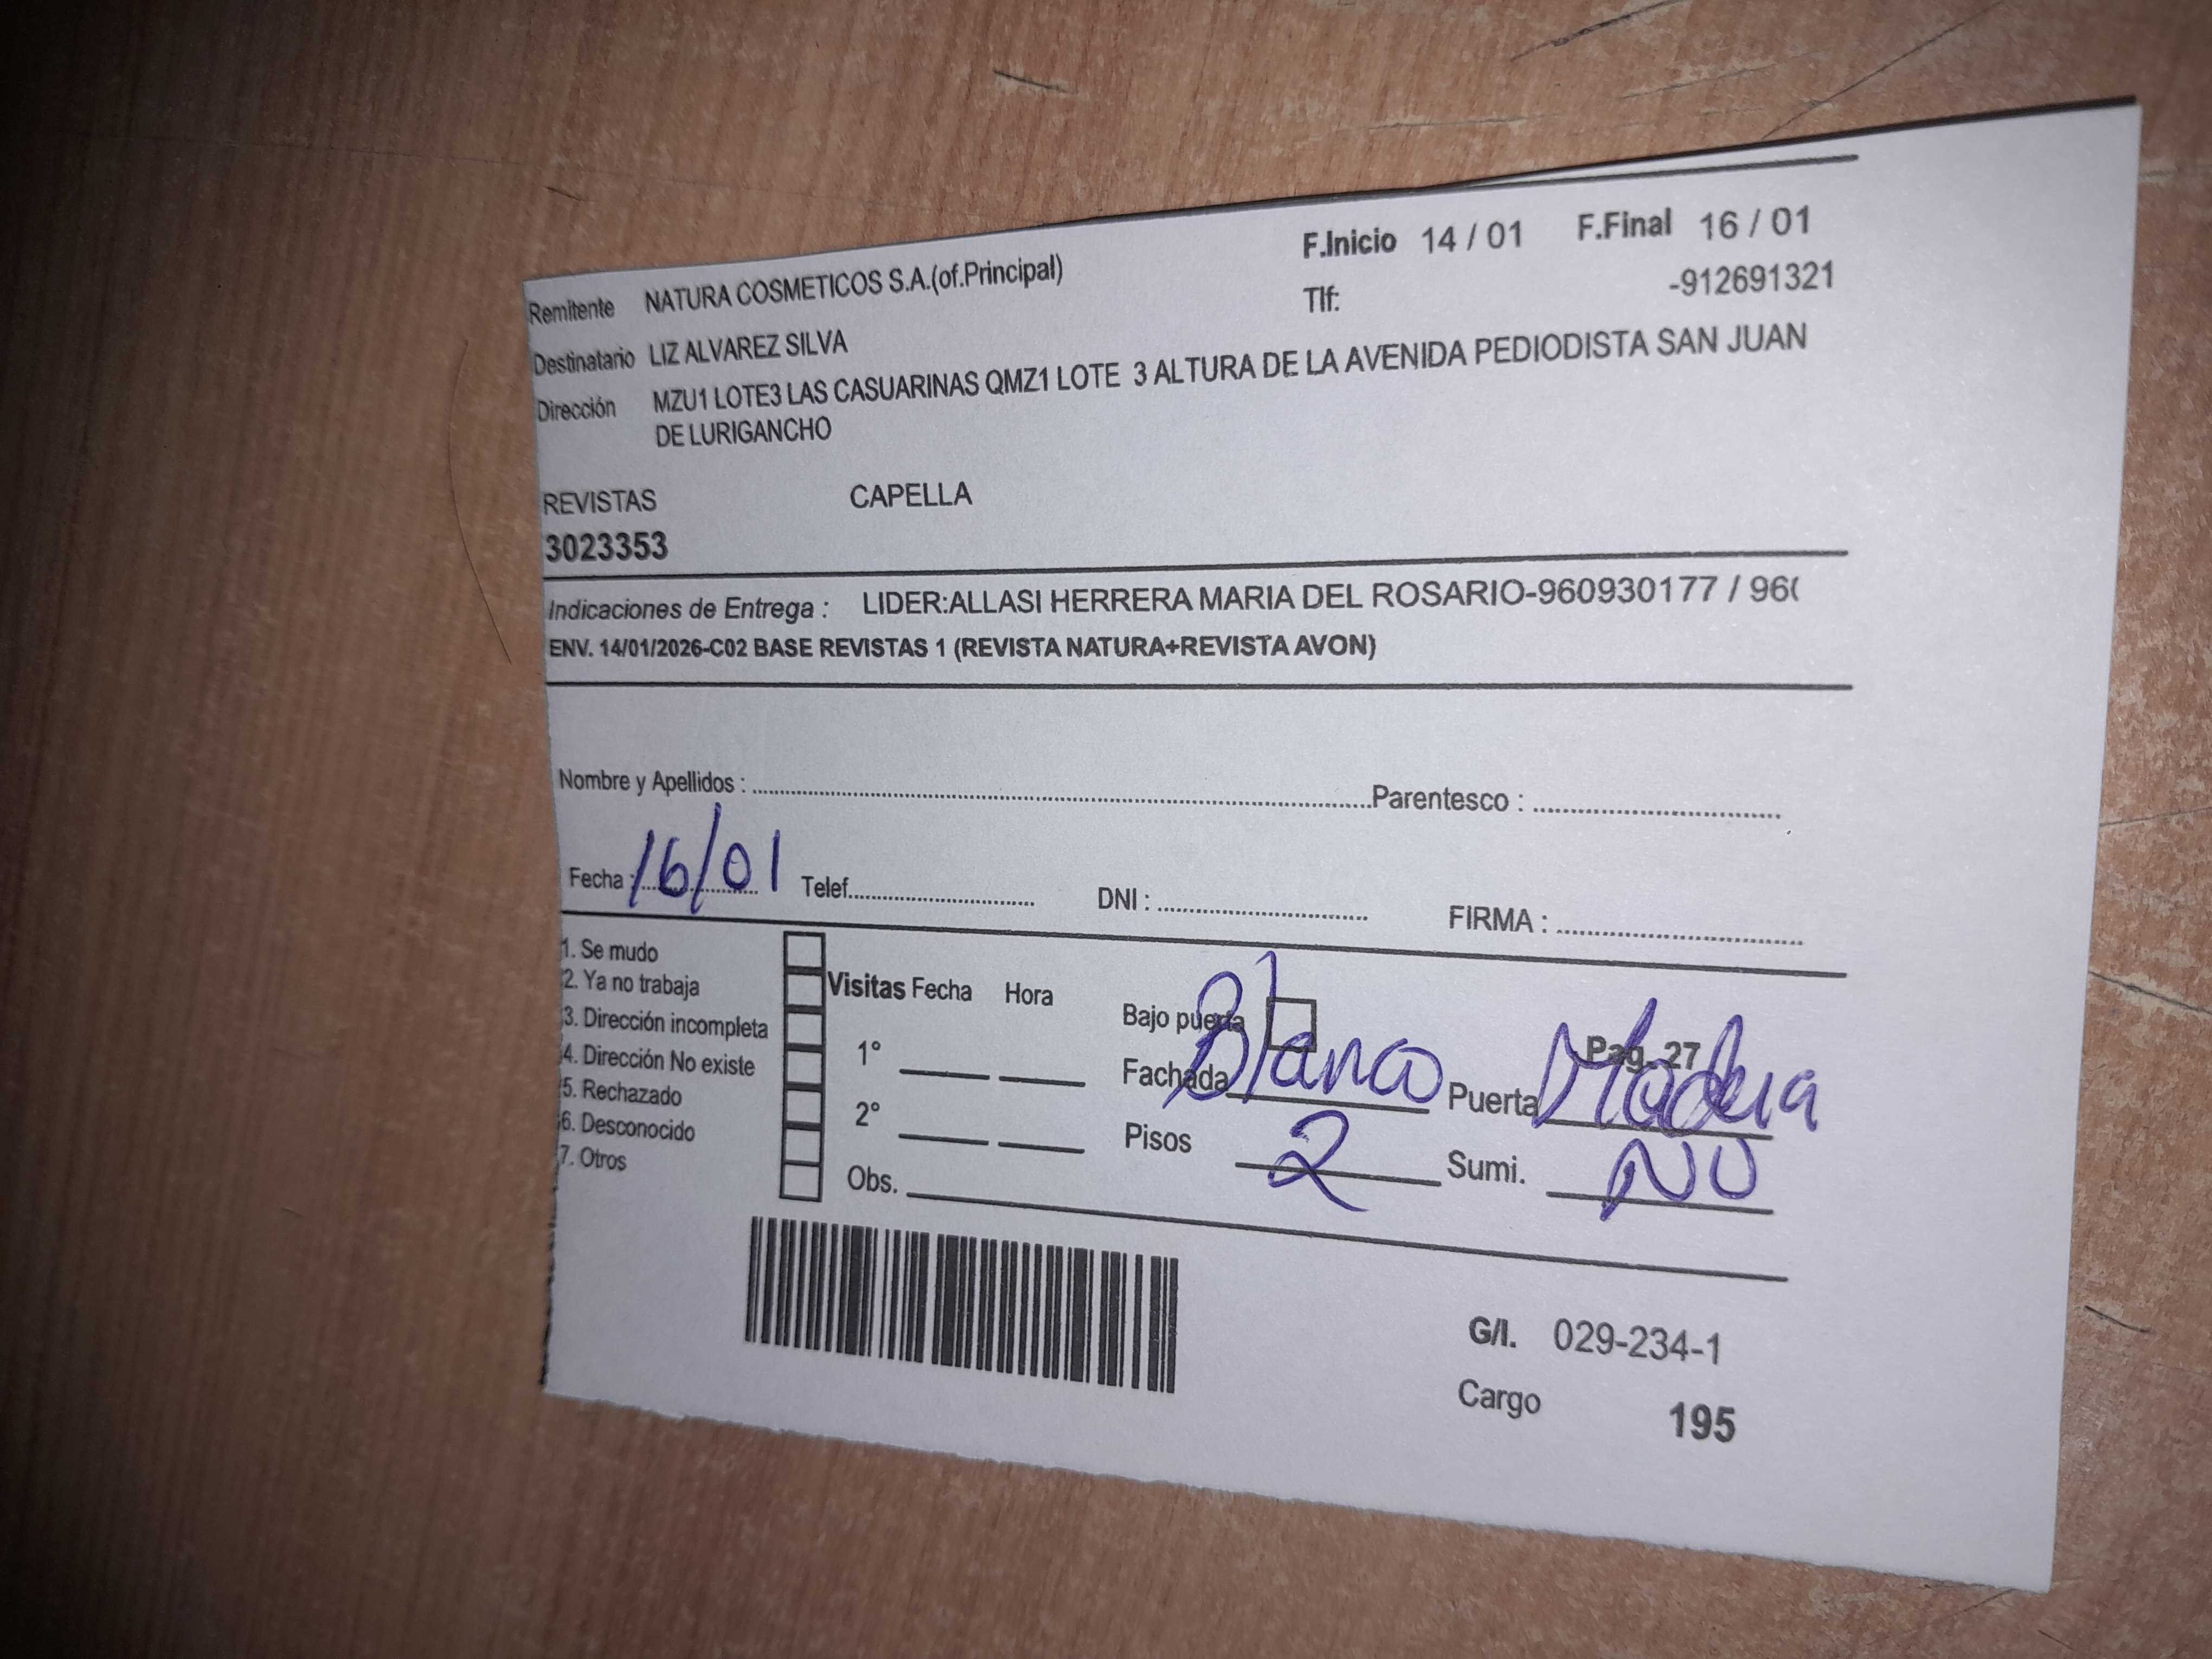 F.Inicio 14 / 01 F.Final 16 / 01
Remitente NATURA COSMETICOS S.A.(of.Principal) Tlf: -912691321
Destinatario LIZ ALVAREZ SILVA
Dirección MZU1 LOTE3 LAS CASUARINAS QMZ1 LOTE 3 ALTURA DE LA AVENIDA PEDIODISTA SAN JUAN
DE LURIGANCHO
REVISTAS CAPELLA
3023353
Indicaciones de Entrega : LIDER:ALLASI HERRERA MARIA DEL ROSARIO-960930177 / 960
ENV. 14/01/2026-C02 BASE REVISTAS 1 (REVISTA NATURA+REVISTA AVON)
Nombre y Apellidos : Parentesco :
Fecha : 16/01 Telef. DNI : FIRMA :
1. Se mudo
2. Ya no trabaja
3. Dirección incompleta
4. Dirección No existe
5. Rechazado
6. Desconocido
7. Otros
Visitas Fecha Hora
1°
2°
Obs.
Bajo puerta Pag. 27
Fachada Blanco Puerta Madera
Pisos 2 Sumi. NO
G/I. 029-234-1
Cargo 195